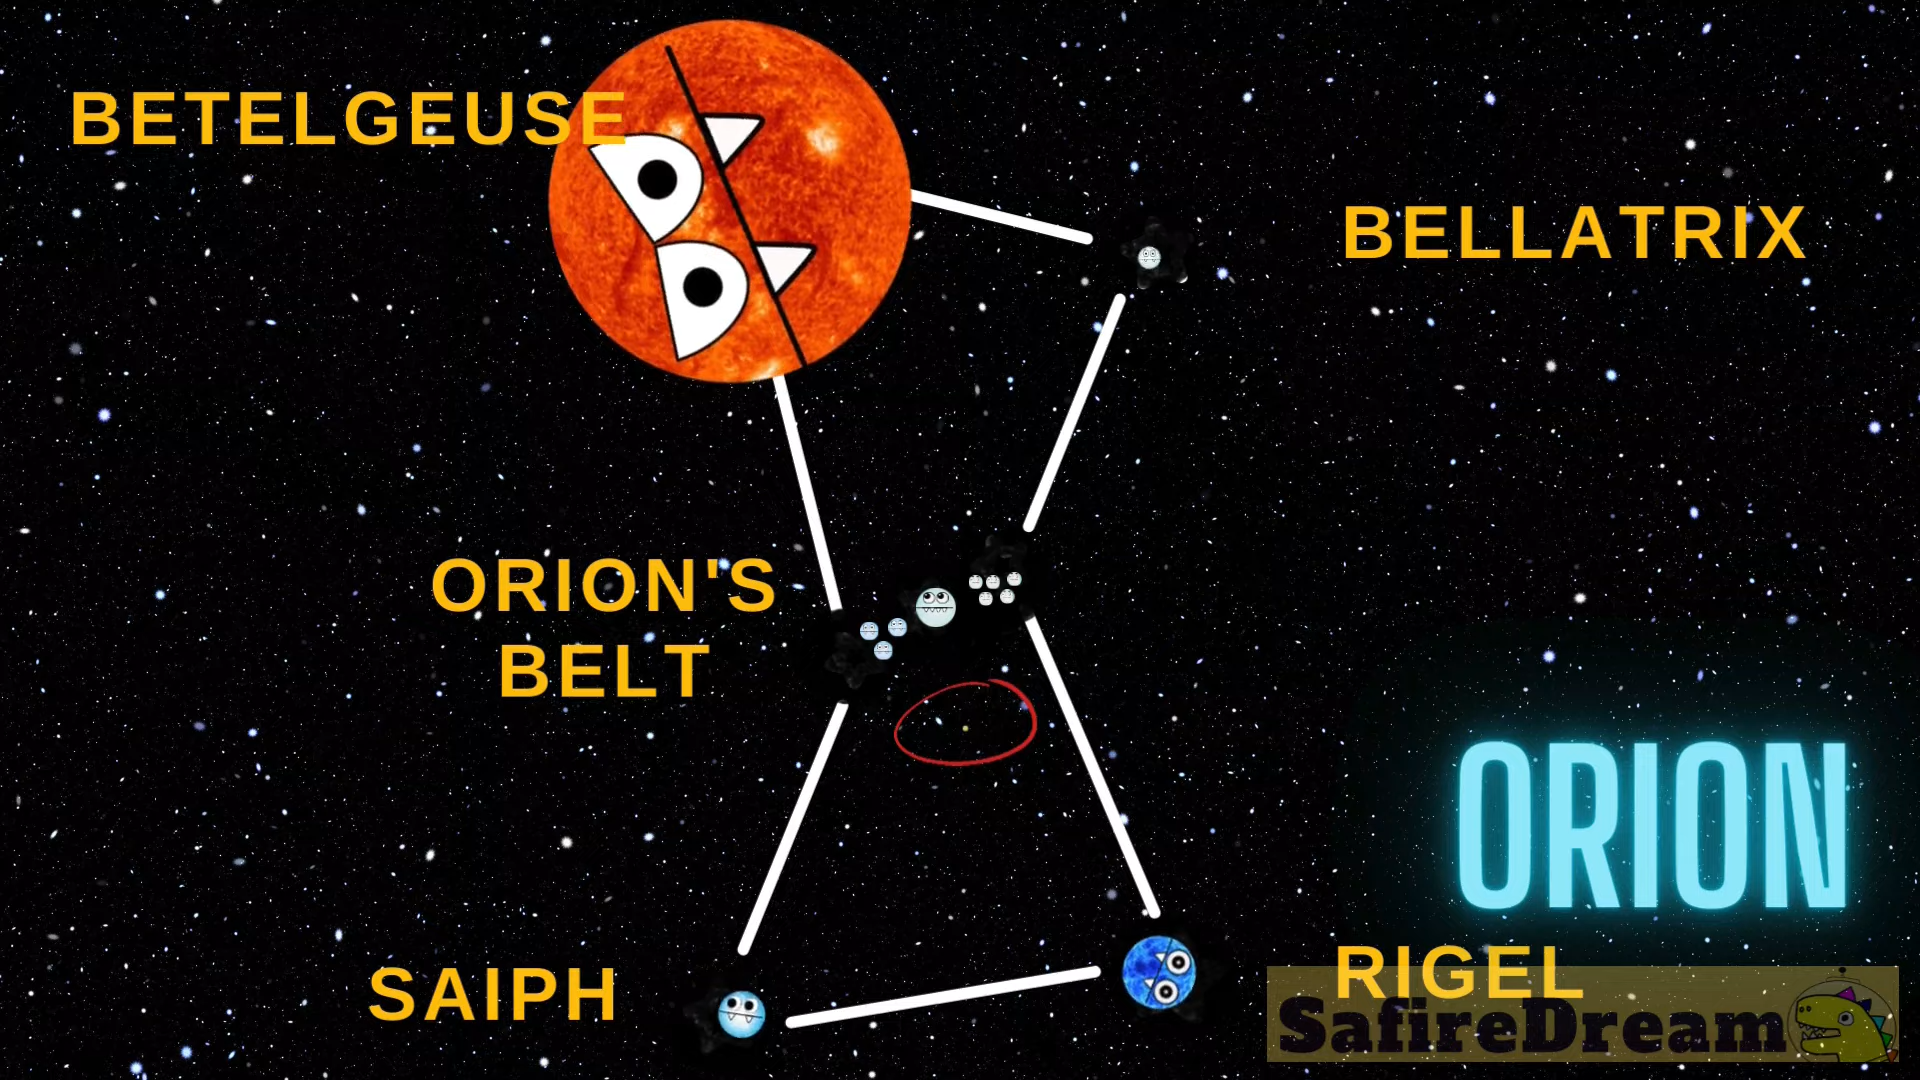 BETELGEUSE
BELLATRIX
ORION'S
BELT
ORION
SAIPH
RIGEL
SafireDream